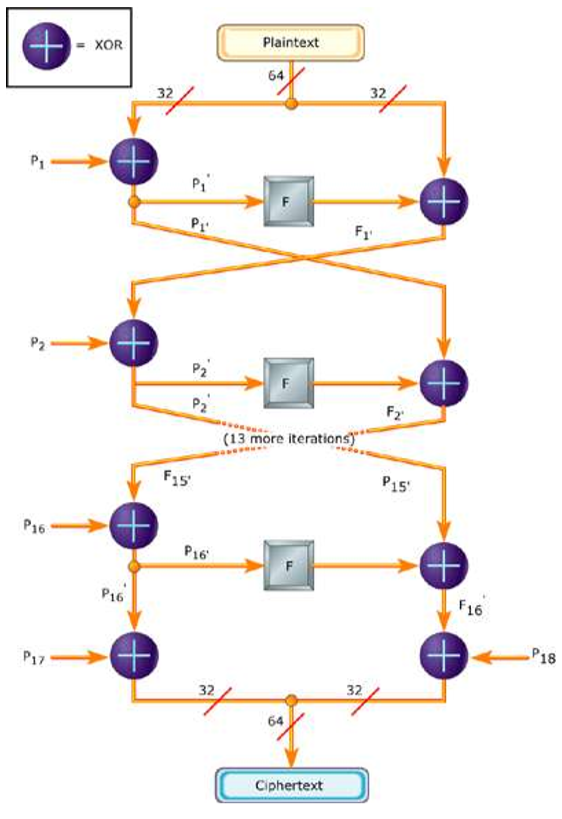 = XOR
Plaintext
64
32 32
P₁
P₁'
F
P₁'
F₁'
P₂
P₂'
F
P₂'
F₂'
(13 more iterations)
F₁₅'
P₁₅'
P₁₆
P₁₆'
F
P₁₆'
F₁₆'
P₁₇
P₁₈
32 32
64
Ciphertext